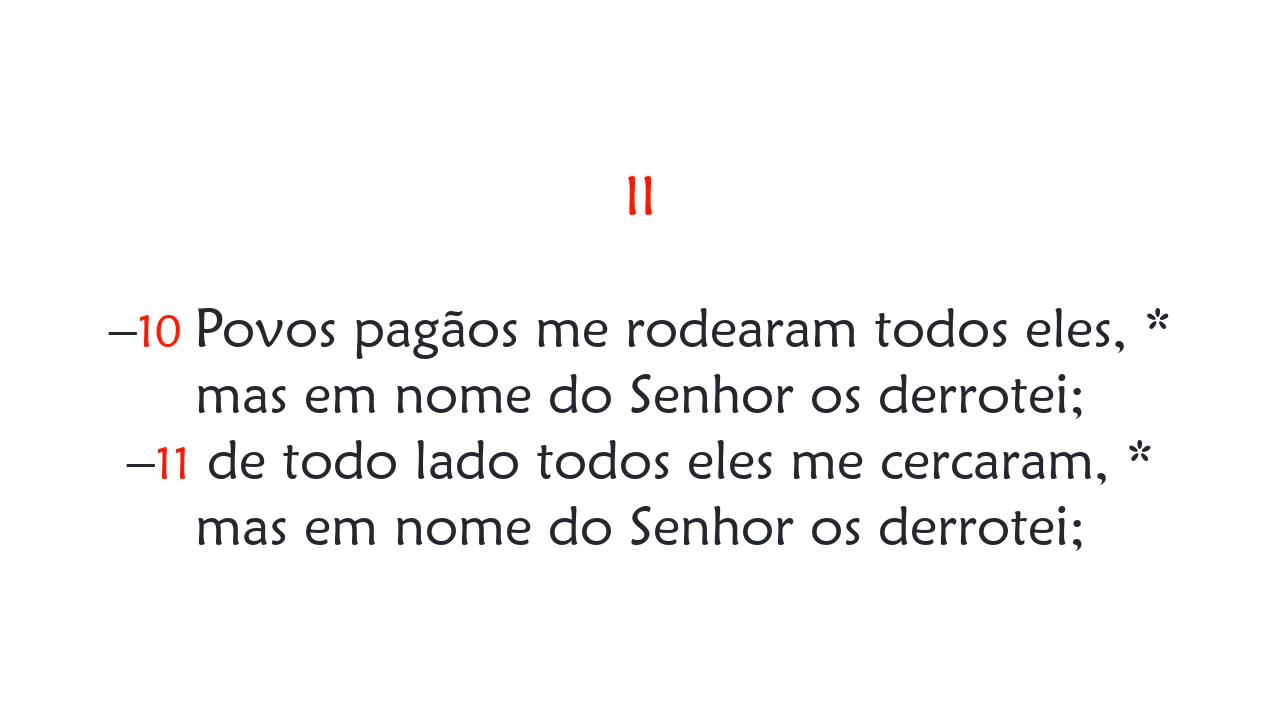 II
–10 Povos pagãos me rodearam todos eles, *
mas em nome do Senhor os derrotei;
–11 de todo lado todos eles me cercaram, *
mas em nome do Senhor os derrotei;